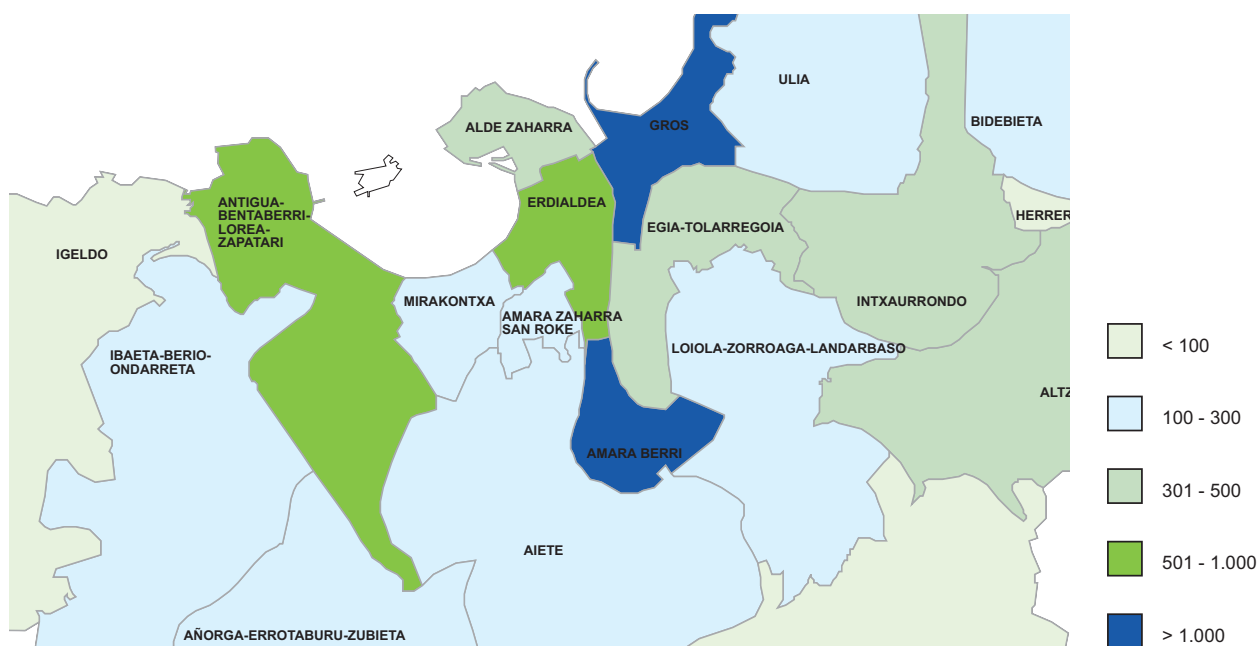 ULIA
BIDEBIETA
ALDE ZAHARRA
GROS
ANTIGUA-
BENTABERRI-
LOREA-
ZAPATARI
ERDIALDEA
HERRER
EGIA-TOLARREGOIA
IGELDO
MIRAKONTXA
INTXAURRONDO
AMARA ZAHARRA
SAN ROKE
IBAETA-BERIO-
ONDARRETA
LOIOLA-ZORROAGA-LANDARBASO
ALTZ
AMARA BERRI
AIETE
AÑORGA-ERROTABURU-ZUBIETA
< 100
100 - 300
301 - 500
501 - 1.000
> 1.000